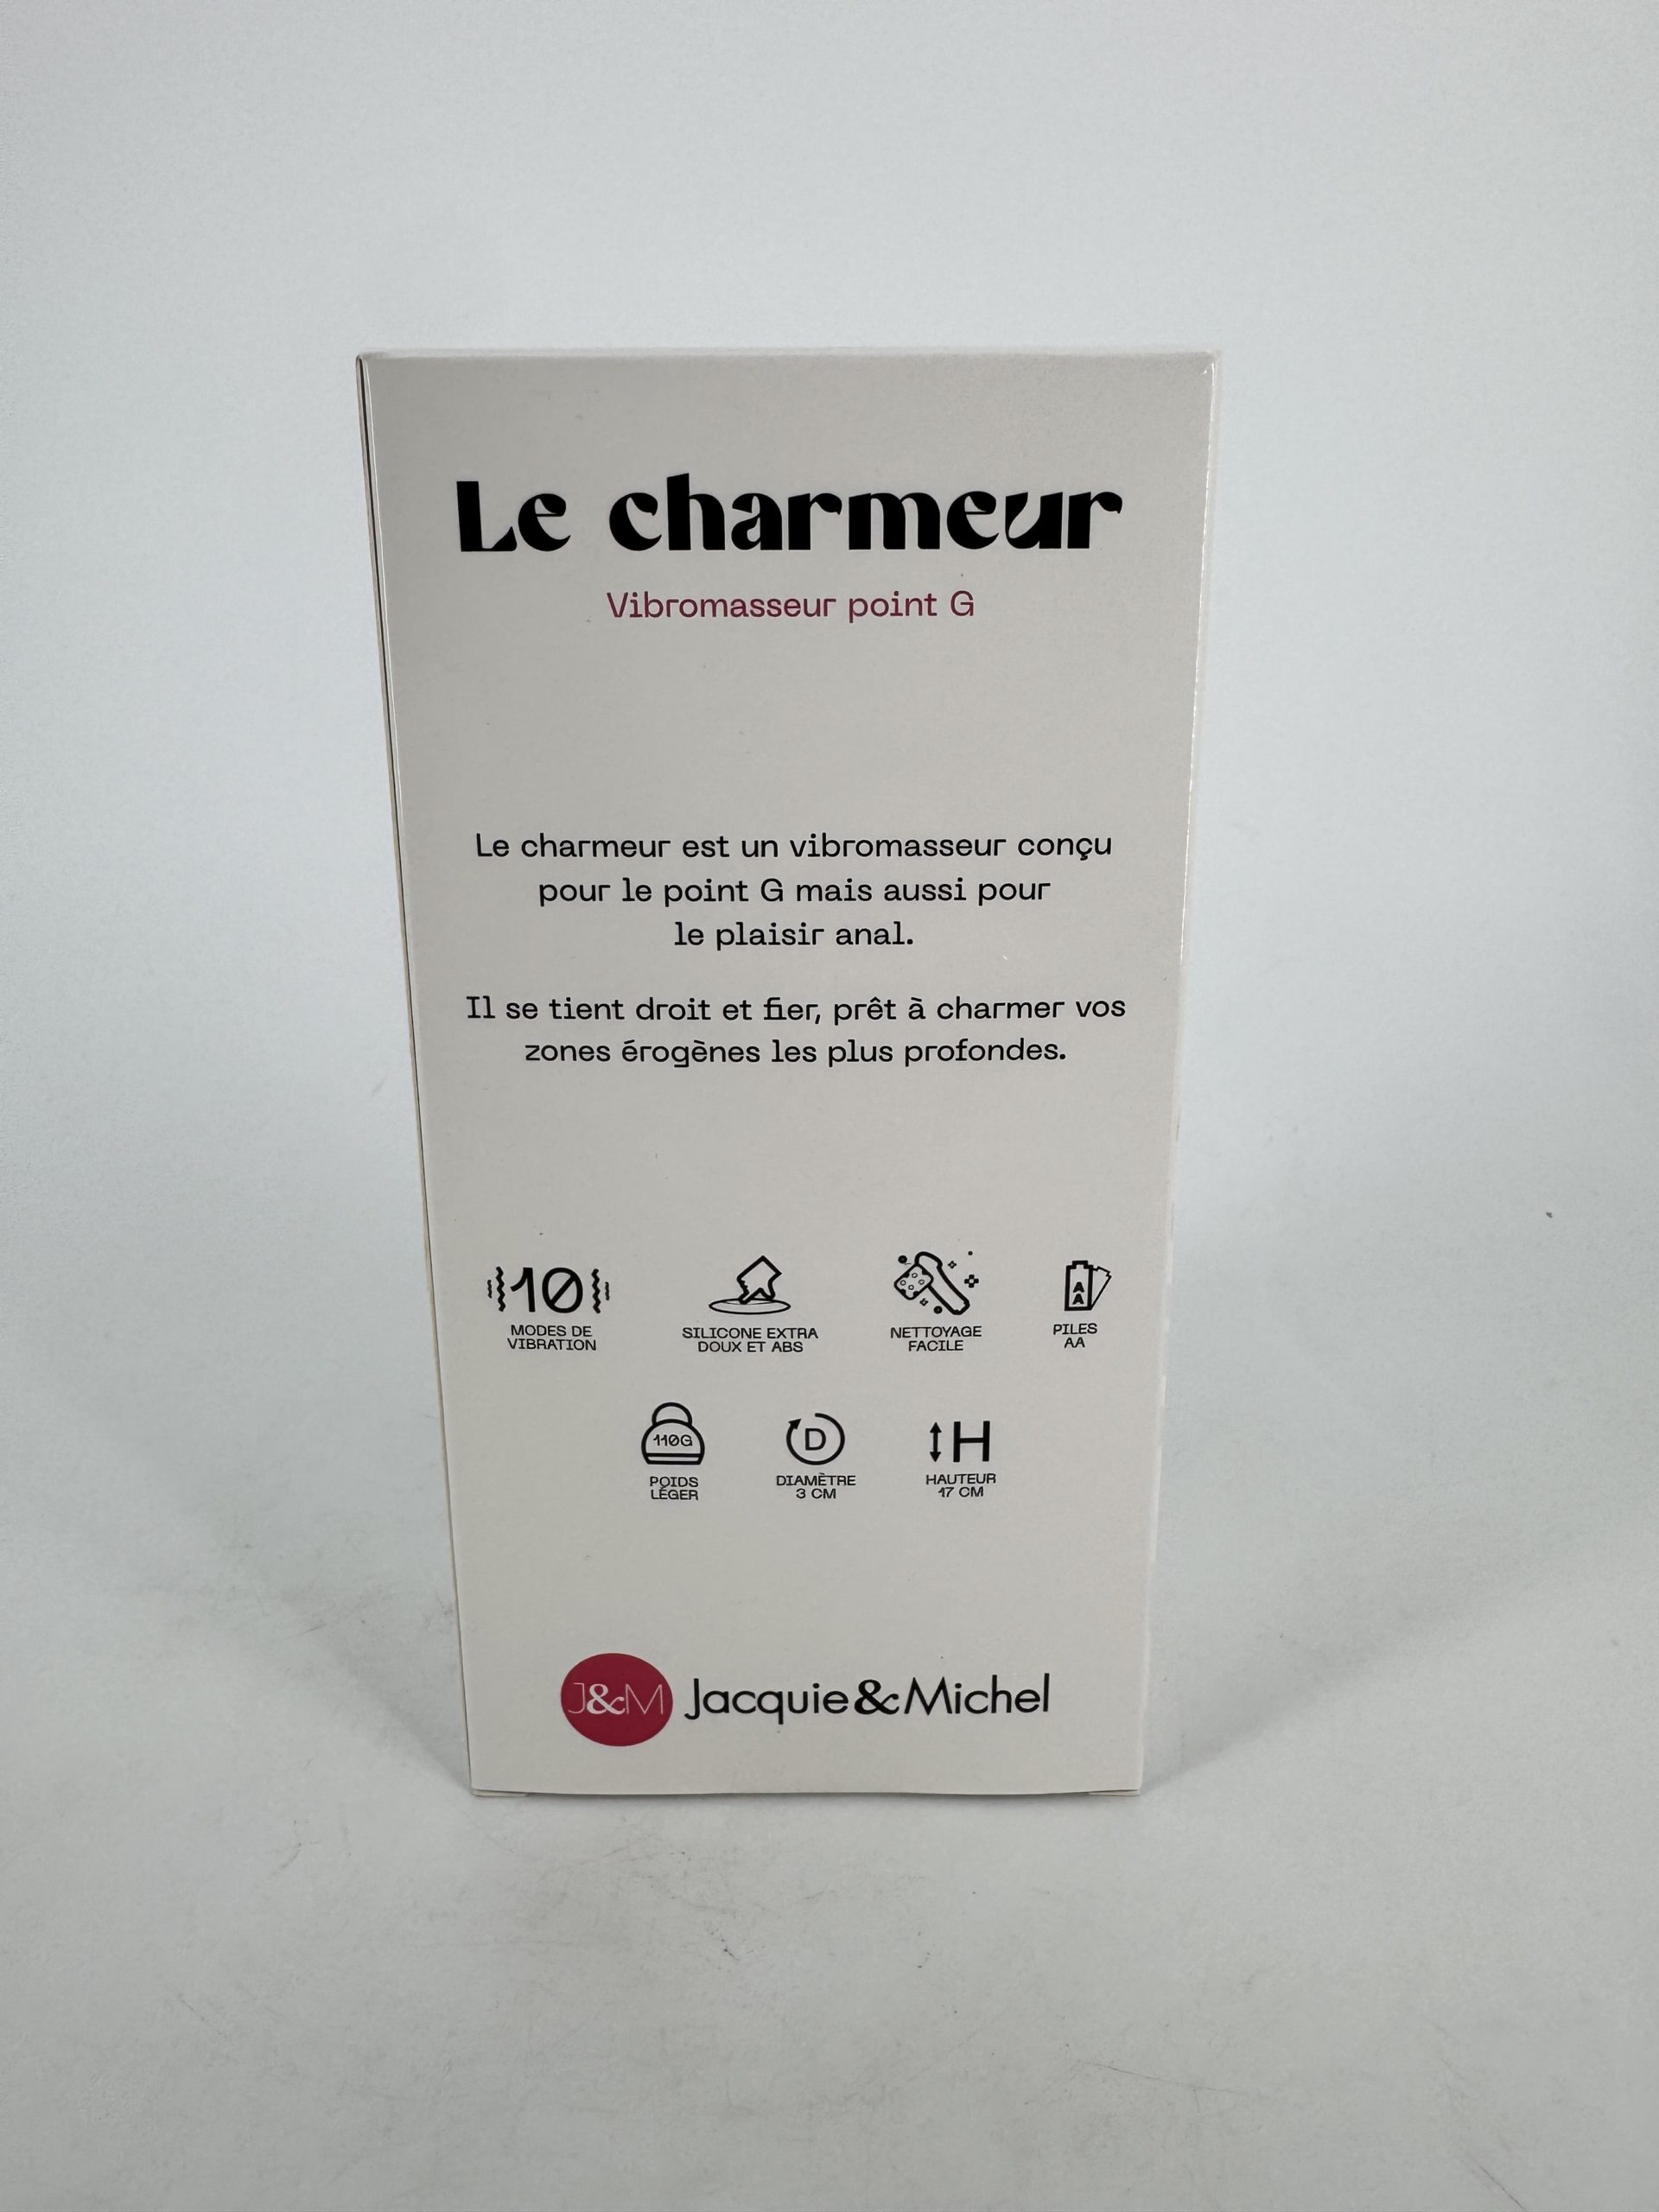 Le charmeur
Vibromasseur point G
Le charmeur est un vibromasseur conçu
pour le point G mais aussi pour
le plaisir anal.
Il se tient droit et fier, prêt à charmer vos
zones érogènes les plus profondes.
10
MODES DE
VIBRATION
SILICONE EXTRA
DOUX ET ABS
NETTOYAGE
FACILE
AA
PILES
AA
110G
POIDS
LÉGER
D
DIAMÈTRE
3 CM
H
HAUTEUR
17 CM
J&M Jacquie&Michel